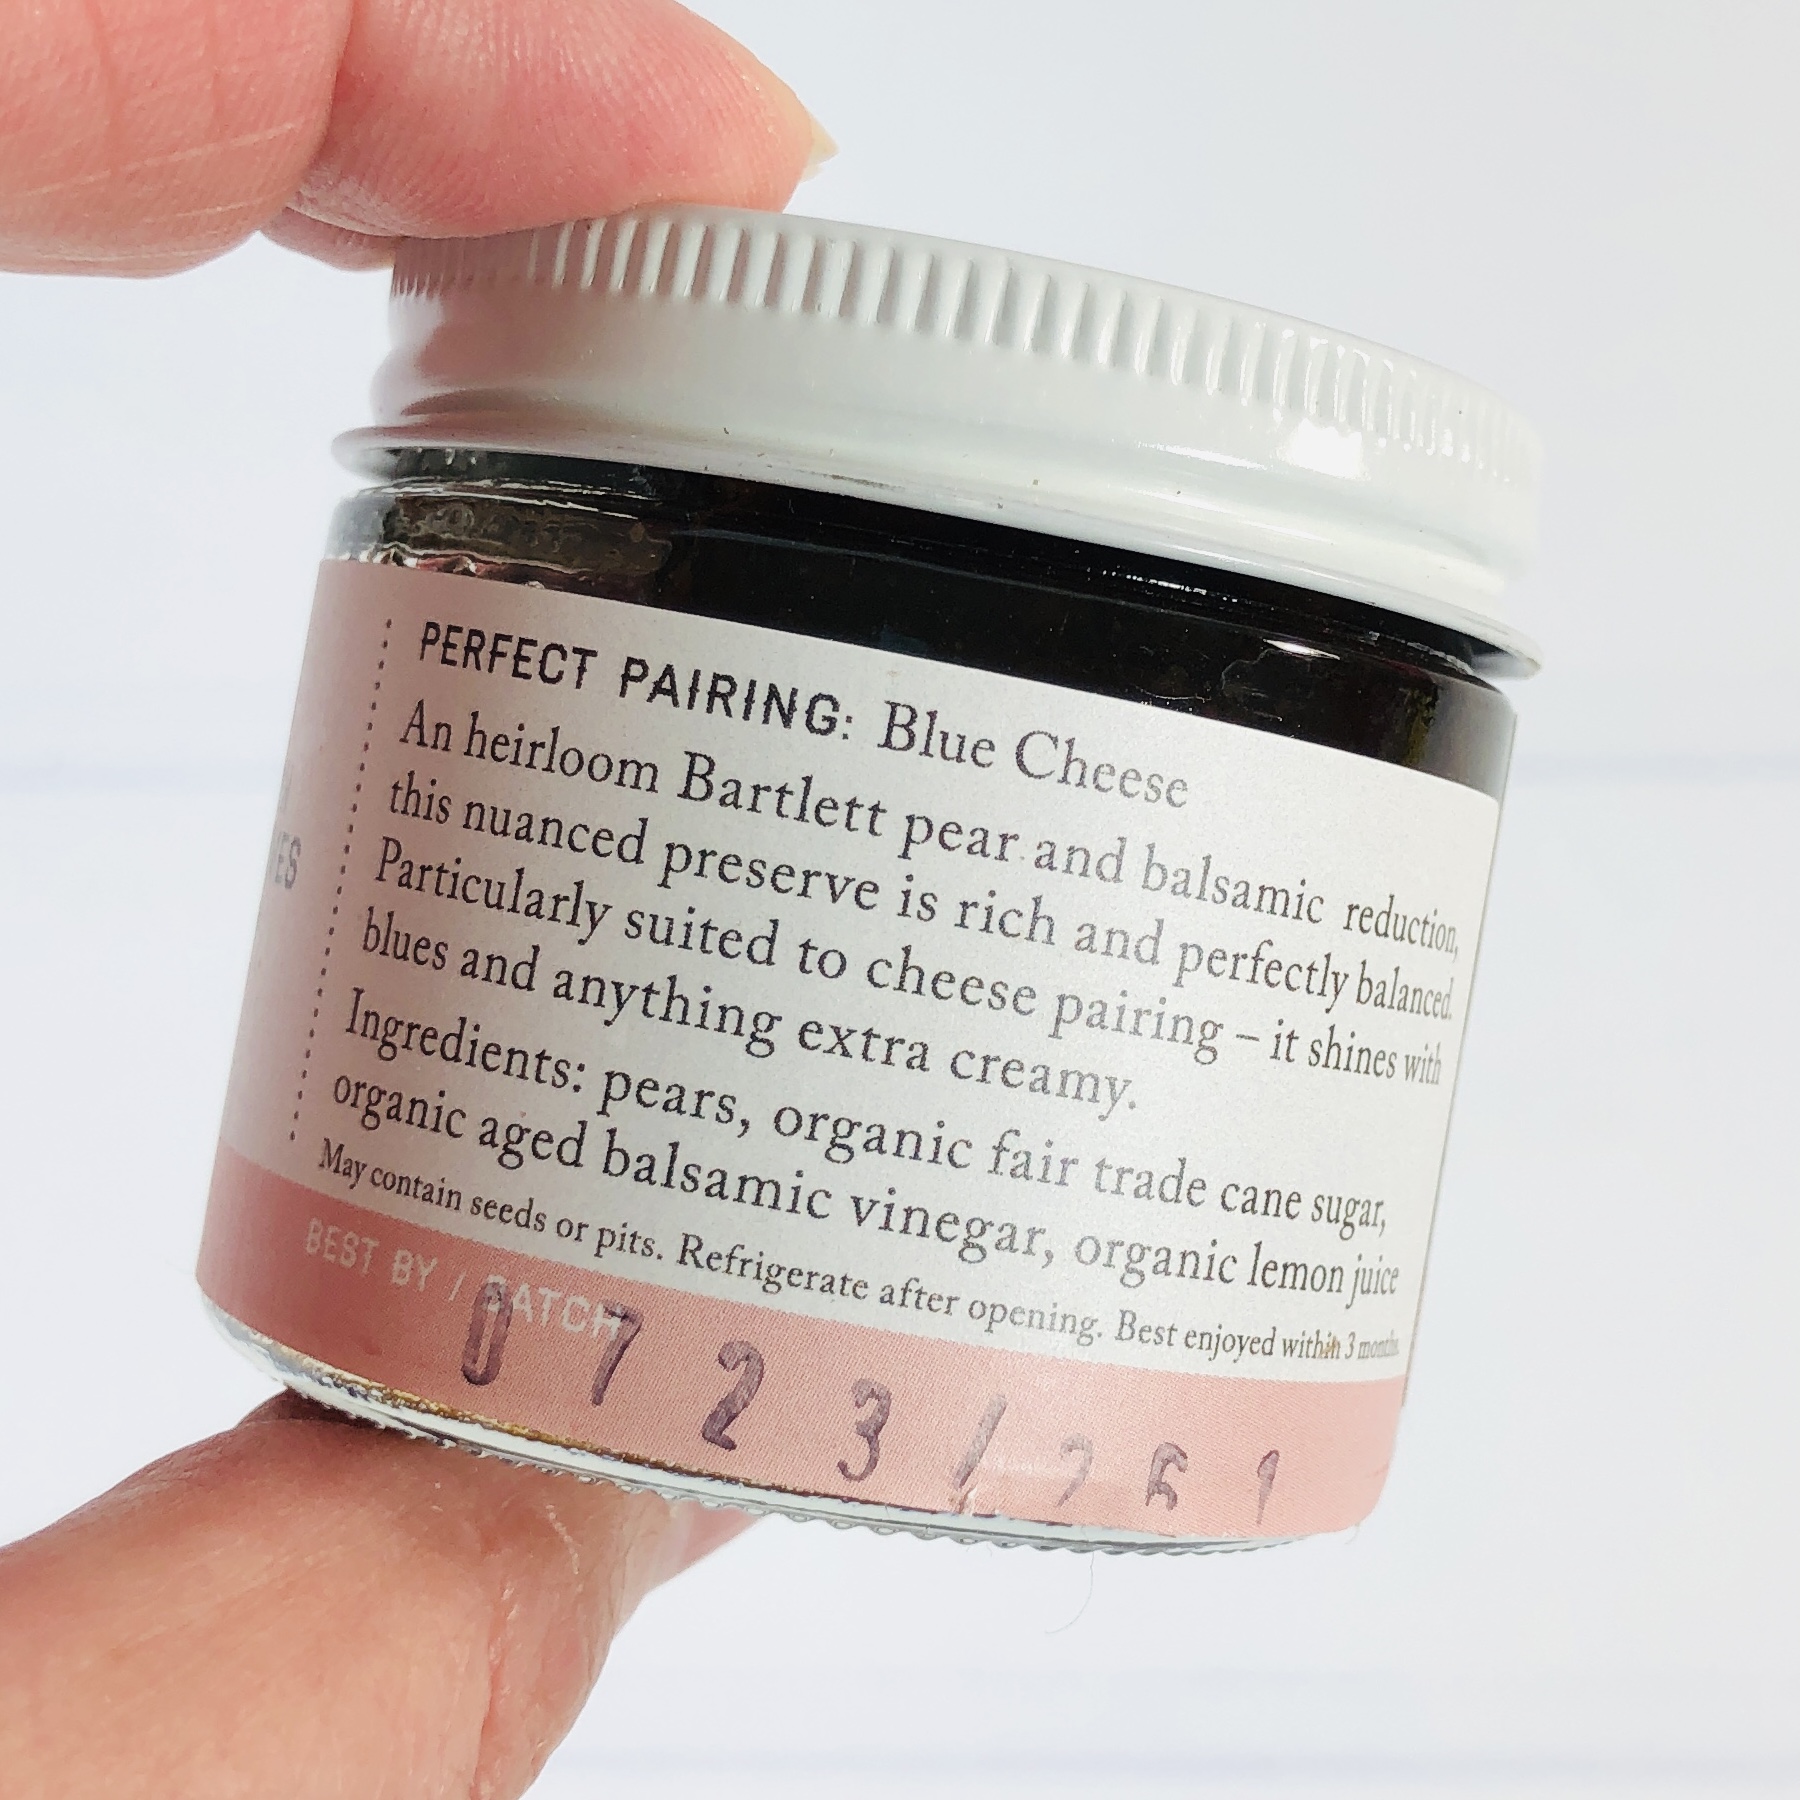 PERFECT PAIRING: Blue Cheese
An heirloom Bartlett pear and balsamic reduction,
this nuanced preserve is rich and perfectly balanced.
Particularly suited to cheese pairing – it shines with
blues and anything extra creamy.
Ingredients: pears, organic fair trade cane sugar,
organic aged balsamic vinegar, organic lemon juice
May contain seeds or pits. Refrigerate after opening. Best enjoyed within 3 months.
BEST BY / BATCH
0723/